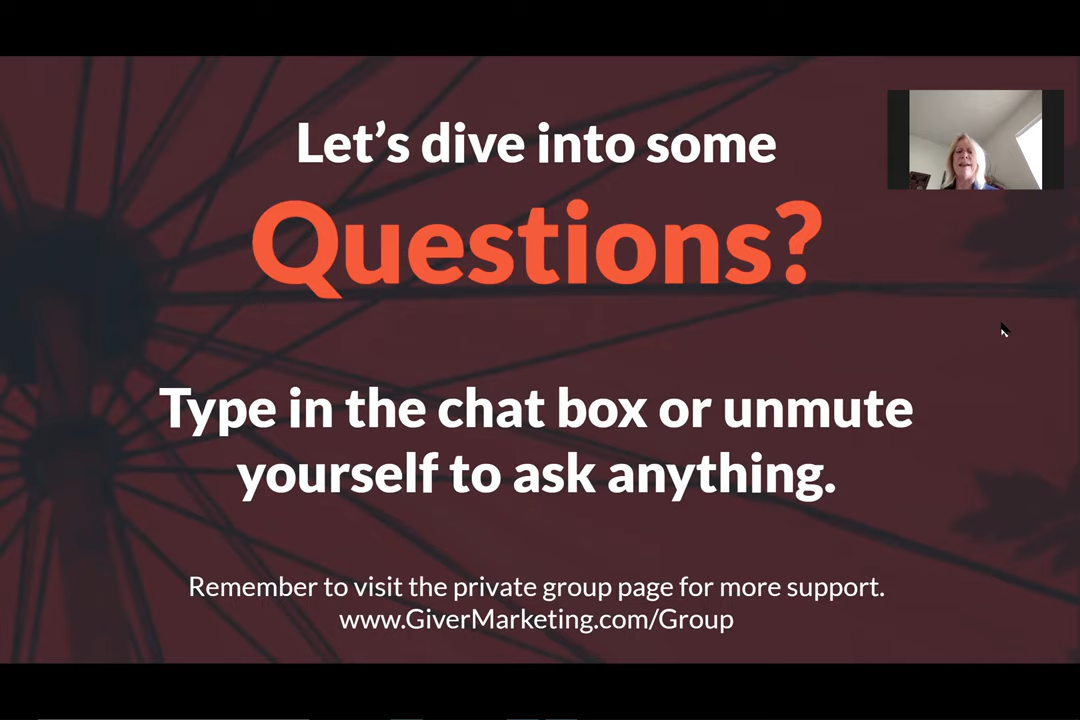 Let’s dive into some
Questions?
Type in the chat box or unmute
yourself to ask anything.
Remember to visit the private group page for more support.
www.GiverMarketing.com/Group